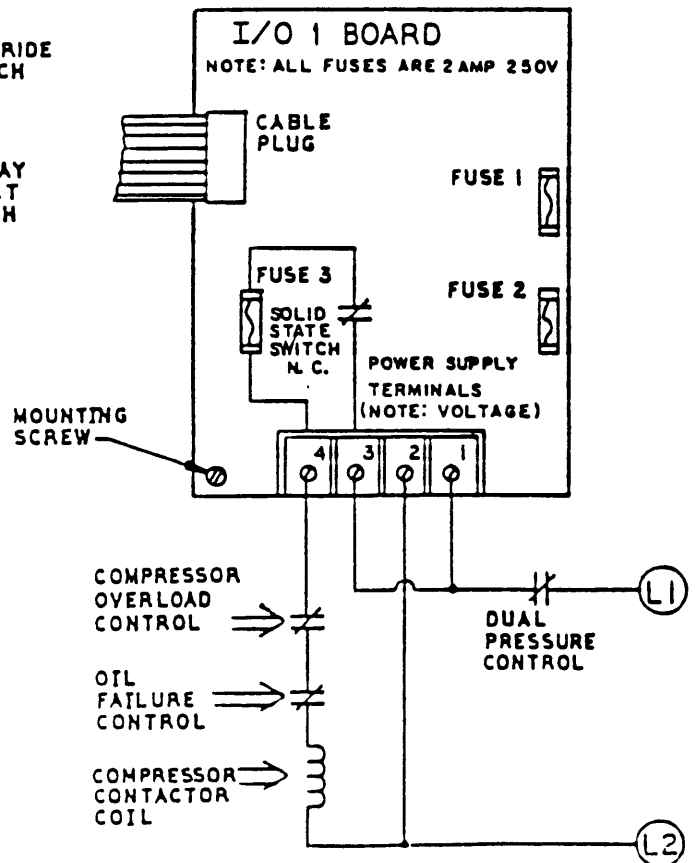 I/O 1 BOARD
NOTE: ALL FUSES ARE 2 AMP 250V
RIDE
CH
CABLE
PLUG
AY
LT
H
FUSE 1
FUSE 2
FUSE 3
SOLID
STATE
SWITCH
N.C.
POWER SUPPLY
TERMINALS
(NOTE: VOLTAGE)
MOUNTING
SCREW
4 3 2 1
COMPRESSOR
OVERLOAD
CONTROL
L1
DUAL
PRESSURE
CONTROL
OIL
FAILURE
CONTROL
COMPRESSOR
CONTACTOR
COIL
L2